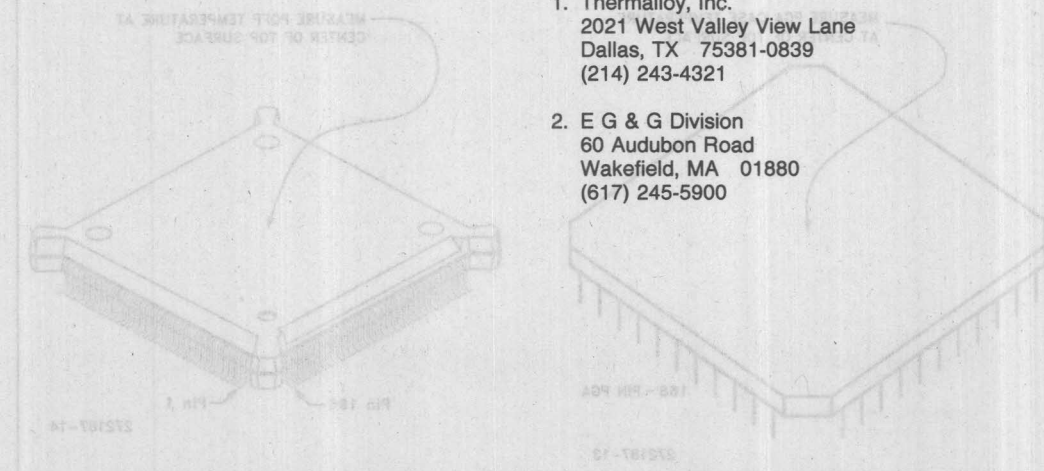 1. Thermalloy, Inc.
2021 West Valley View Lane
Dallas, TX 75381-0839
(214) 243-4321
2. E G & G Division
60 Audubon Road
Wakefield, MA 01880
(617) 245-5900
MEASURE PQFP TEMPERATURE AT
CENTER OF TOP SURFACE
PIN 1
PIN 164
272187-14
168-PIN PGA
272187-13